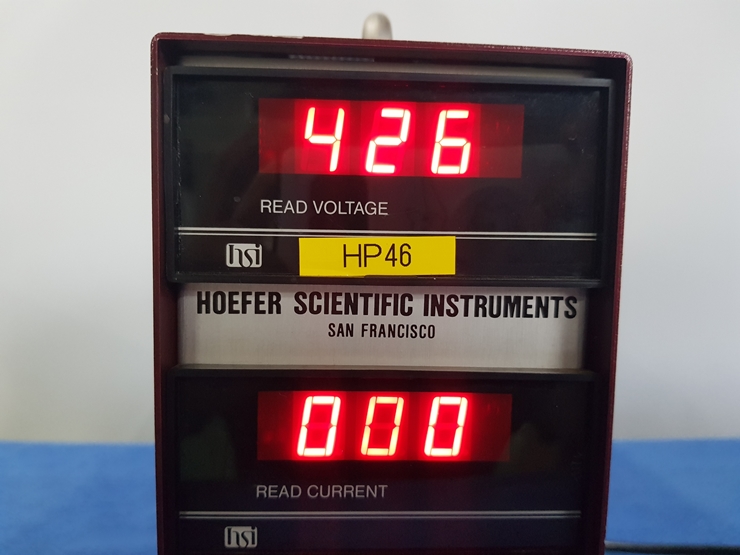 426
READ VOLTAGE
hsi
HP46
HOEFER SCIENTIFIC INSTRUMENTS
SAN FRANCISCO
000
READ CURRENT
hsi